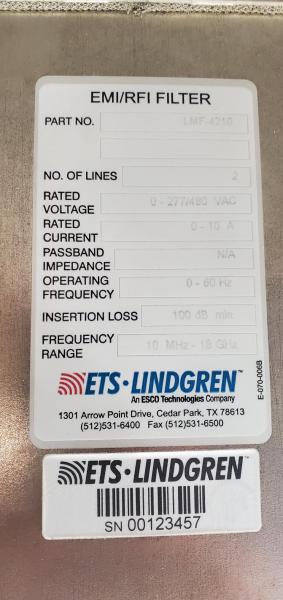 EMI/RFI FILTER
PART NO. LMF-4210
NO. OF LINES 2
RATED VOLTAGE 0 - 277/480 VAC
RATED CURRENT 0 - 10 A
PASSBAND IMPEDANCE N/A
OPERATING FREQUENCY 0 - 60 Hz
INSERTION LOSS 100 dB min.
FREQUENCY RANGE 10 MHz - 18 GHz
ETS·LINDGREN™
An ESCO Technologies Company
E-070-006B
1301 Arrow Point Drive, Cedar Park, TX 78613
(512)531-6400 Fax (512)531-6500
ETS·LINDGREN™
SN 00123457